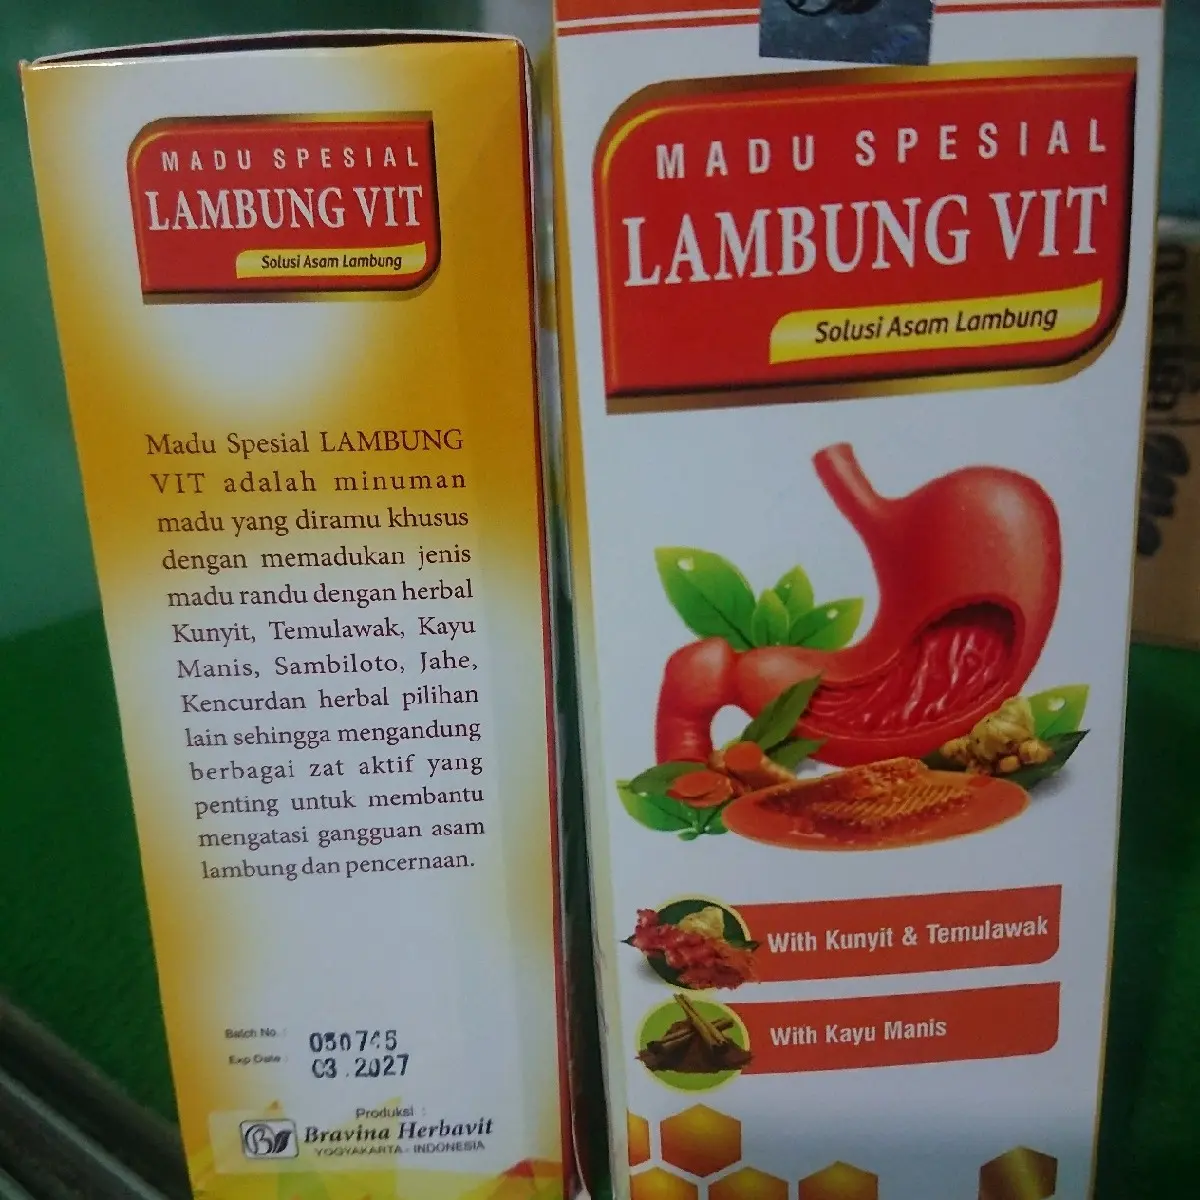 MADU SPESIAL
LAMBUNG VIT
Solusi Asam Lambung
Madu Spesial LAMBUNG
VIT adalah minuman
madu yang diramu khusus
dengan memadukan jenis
madu randu dengan herbal
Kunyit, Temulawak, Kayu
Manis, Sambiloto, Jahe,
Kencurdan herbal pilihan
lain sehingga mengandung
berbagai zat aktif yang
penting untuk membantu
mengatasi gangguan asam
lambung dan pencernaan.
Batch No. :
Exp Date :
03.2027
Produksi :
Bravina Herbavit
YOGYAKARTA - INDONESIA
MADU SPESIAL
LAMBUNG VIT
Solusi Asam Lambung
With Kunyit & Temulawak
With Kayu Manis